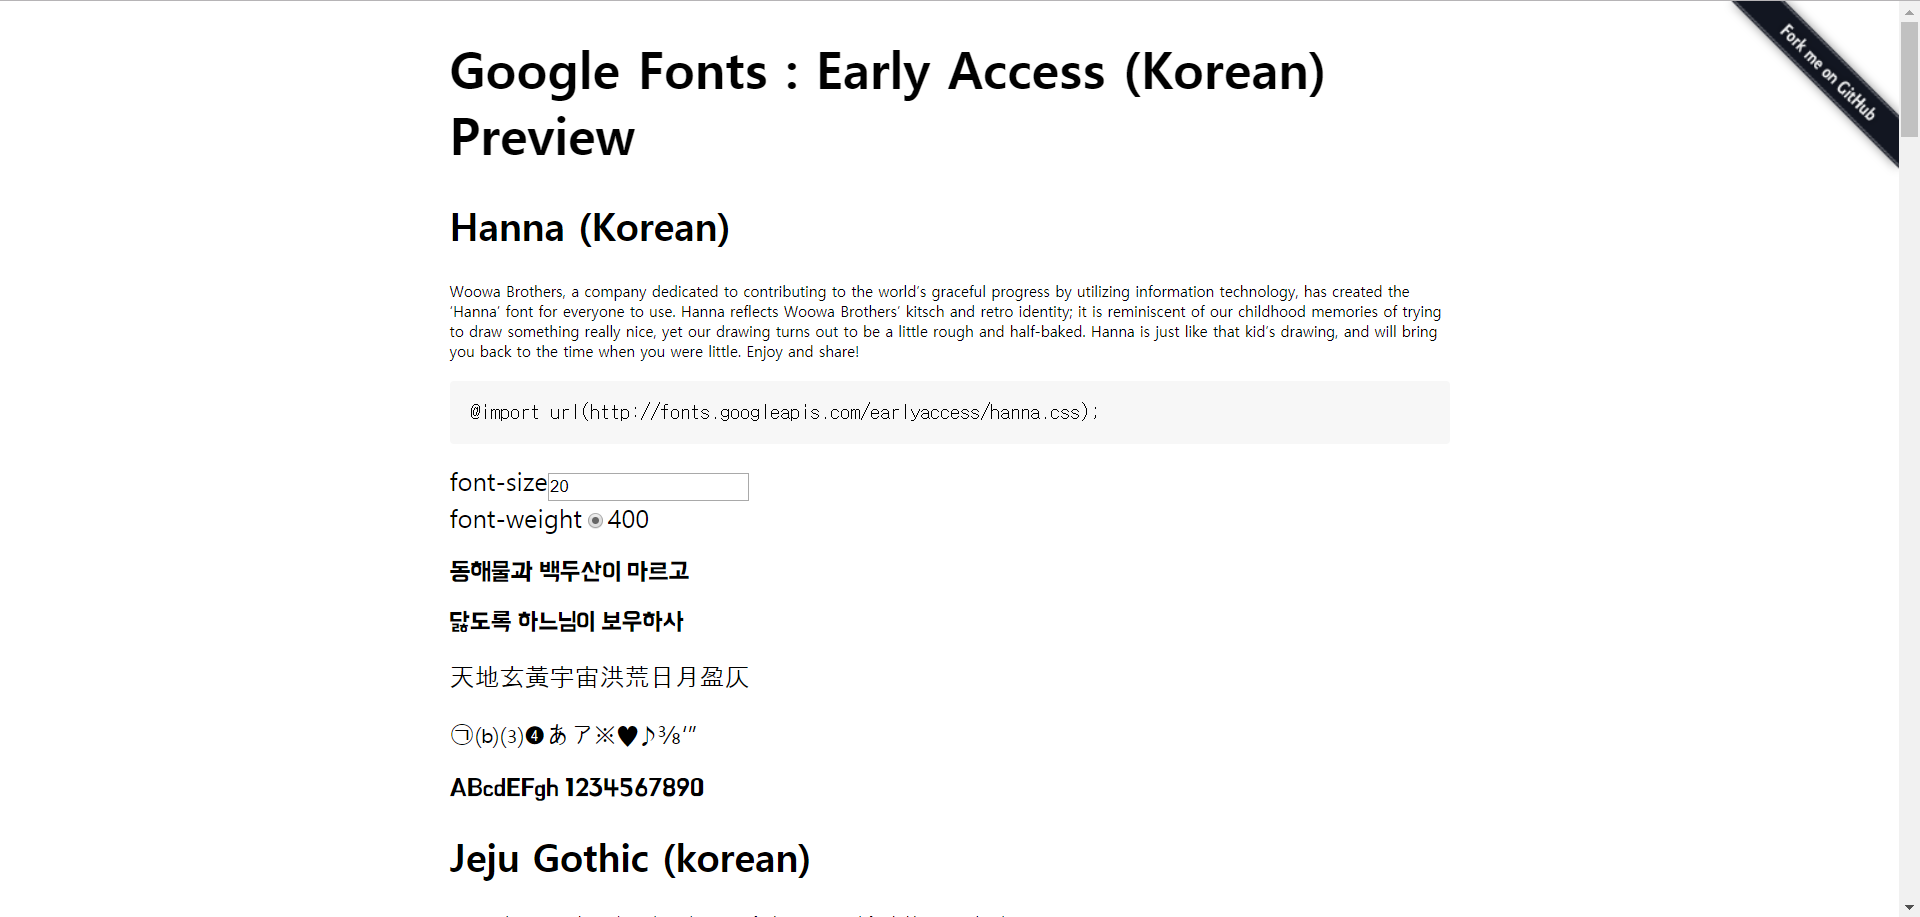 Google Fonts : Early Access (Korean)
Preview
Fork me on GitHub
Hanna (Korean)
Woowa Brothers, a company dedicated to contributing to the world's graceful progress by utilizing information technology, has created the
'Hanna' font for everyone to use. Hanna reflects Woowa Brothers' kitsch and retro identity; it is reminiscent of our childhood memories of trying
to draw something really nice, yet our drawing turns out to be a little rough and half-baked. Hanna is just like that kid's drawing, and will bring
you back to the time when you were little. Enjoy and share!
@import url(http://fonts.googleapis.com/earlyaccess/hanna.css);
font-size 20
font-weight 400
동해물과 백두산이 마르고
닳도록 하느님이 보우하사
天地玄黃宇宙洪荒日月盈仄
㉠⒝⑶❹あア※♥♪⅜′″
ABcdEFgh 1234567890
Jeju Gothic (korean)